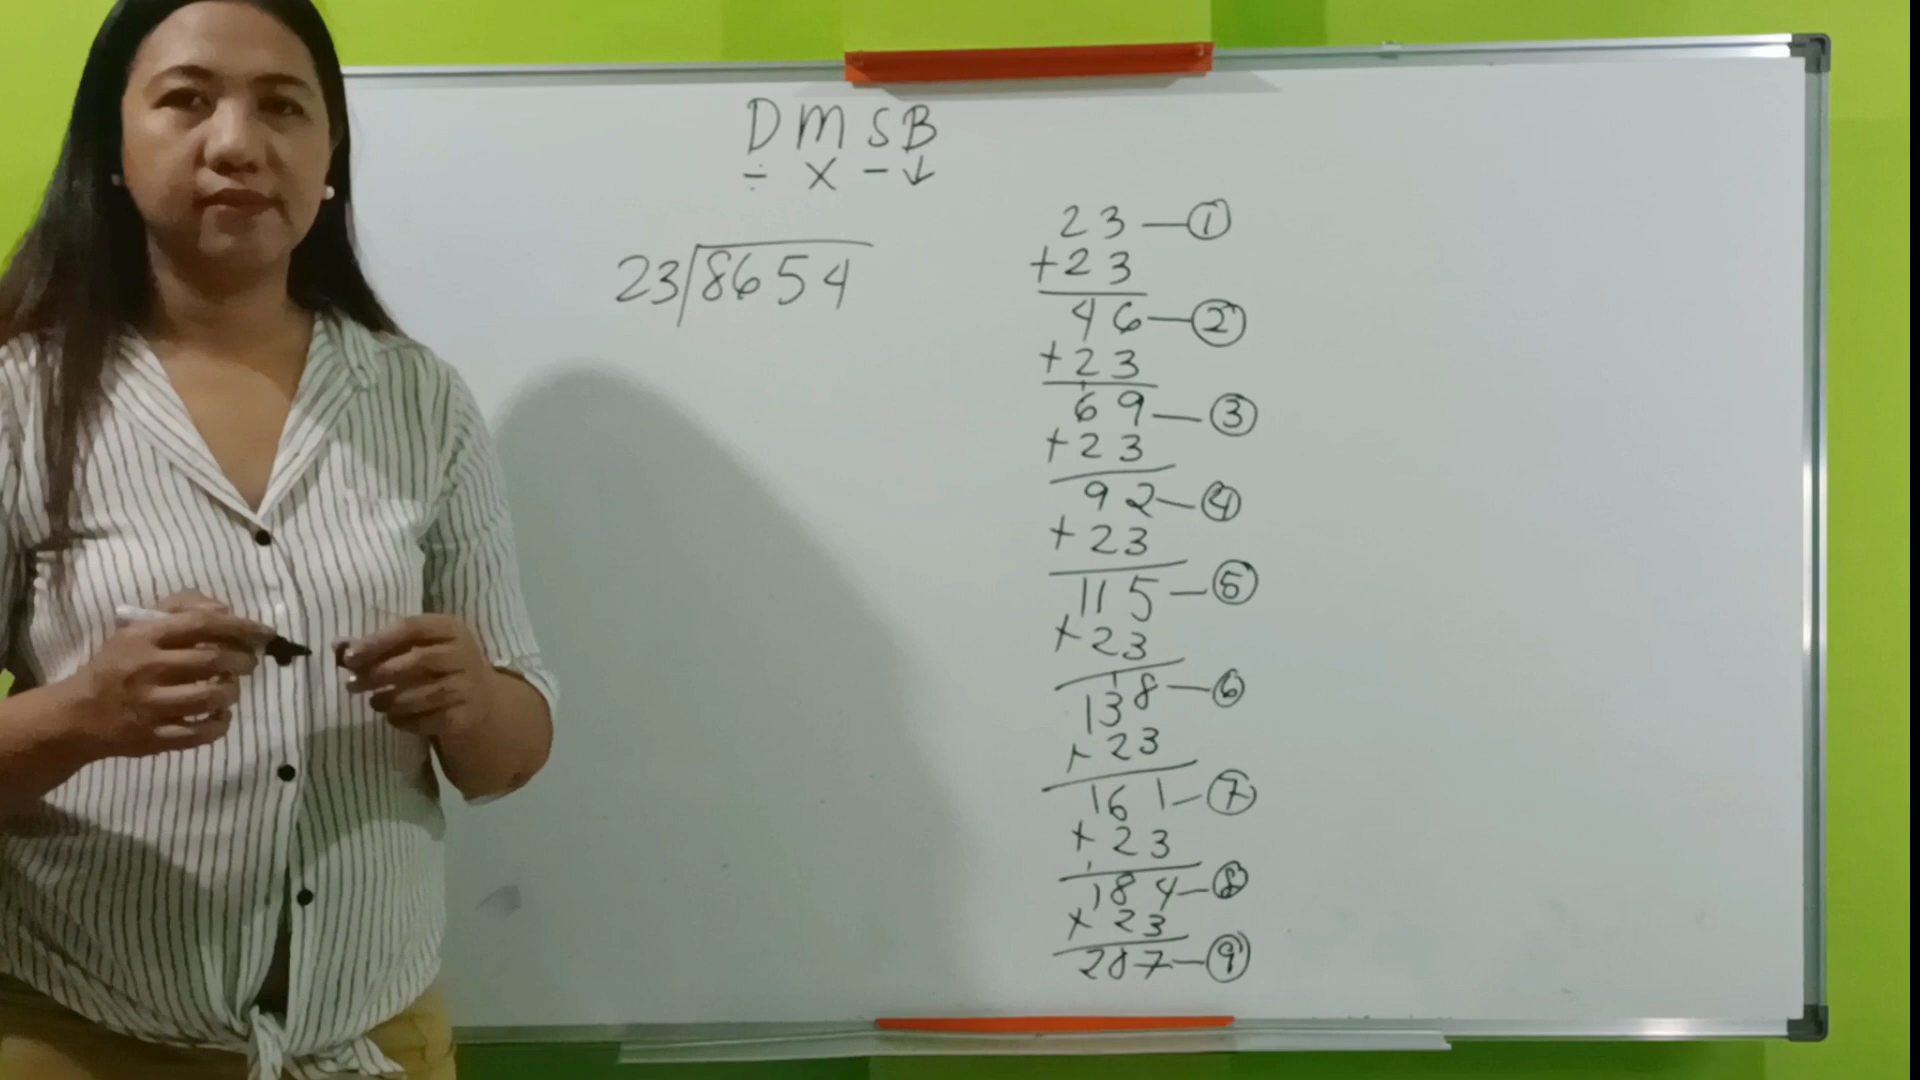 D M S B
÷ × − ↓
23⟌8654
23 — ①
+23
46 — ②
+23
69 — ③
+23
92 — ④
+23
115 — ⑤
+23
138 — ⑥
+23
161 — ⑦
+23
184 — ⑧
+23
207 — ⑨